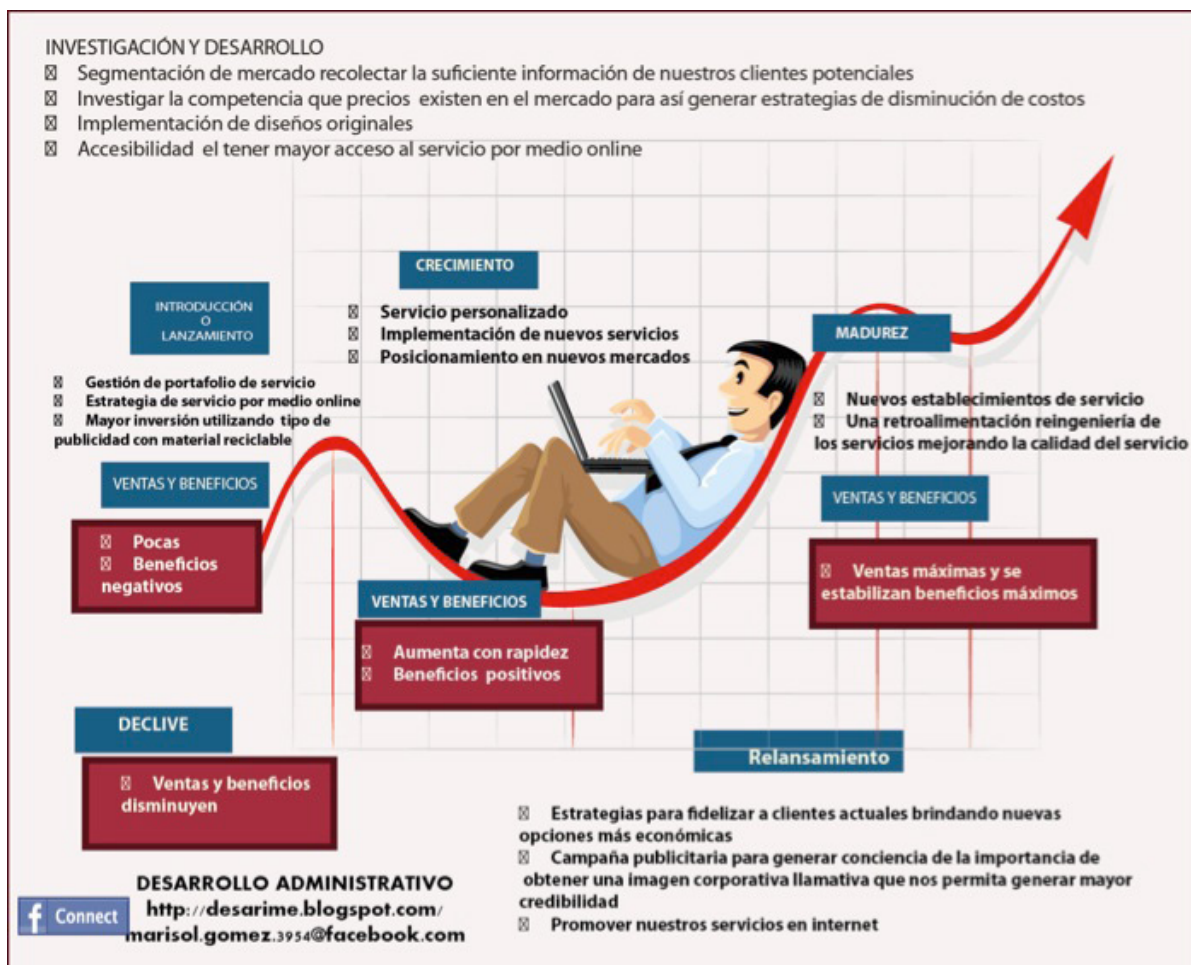 INVESTIGACIÓN Y DESARROLLO
Segmentación de mercado recolectar la suficiente información de nuestros clientes potenciales
Investigar la competencia que precios existen en el mercado para así generar estrategias de disminución de costos
Implementación de diseños originales
Accesibilidad el tener mayor acceso al servicio por medio online
INTRODUCCIÓN
O
LANZAMIENTO
Gestión de portafolio de servicio
Estrategia de servicio por medio online
Mayor inversión utilizando tipo de
publicidad con material reciclable
VENTAS Y BENEFICIOS
Pocas
Beneficios
negativos
CRECIMIENTO
Servicio personalizado
Implementación de nuevos servicios
Posicionamiento en nuevos mercados
VENTAS Y BENEFICIOS
Aumenta con rapidez
Beneficios positivos
MADUREZ
Nuevos establecimientos de servicio
Una retroalimentación reingeniería de
los servicios mejorando la calidad del servicio
VENTAS Y BENEFICIOS
Ventas máximas y se
estabilizan beneficios máximos
DECLIVE
Ventas y beneficios
disminuyen
Relansamiento
Estrategias para fidelizar a clientes actuales brindando nuevas
opciones más económicas
Campaña publicitaria para generar conciencia de la importancia de
obtener una imagen corporativa llamativa que nos permita generar mayor
credibilidad
Promover nuestros servicios en internet
DESARROLLO ADMINISTRATIVO
http://desarime.blogspot.com/
marisol.gomez.3954@facebook.com
f Connect